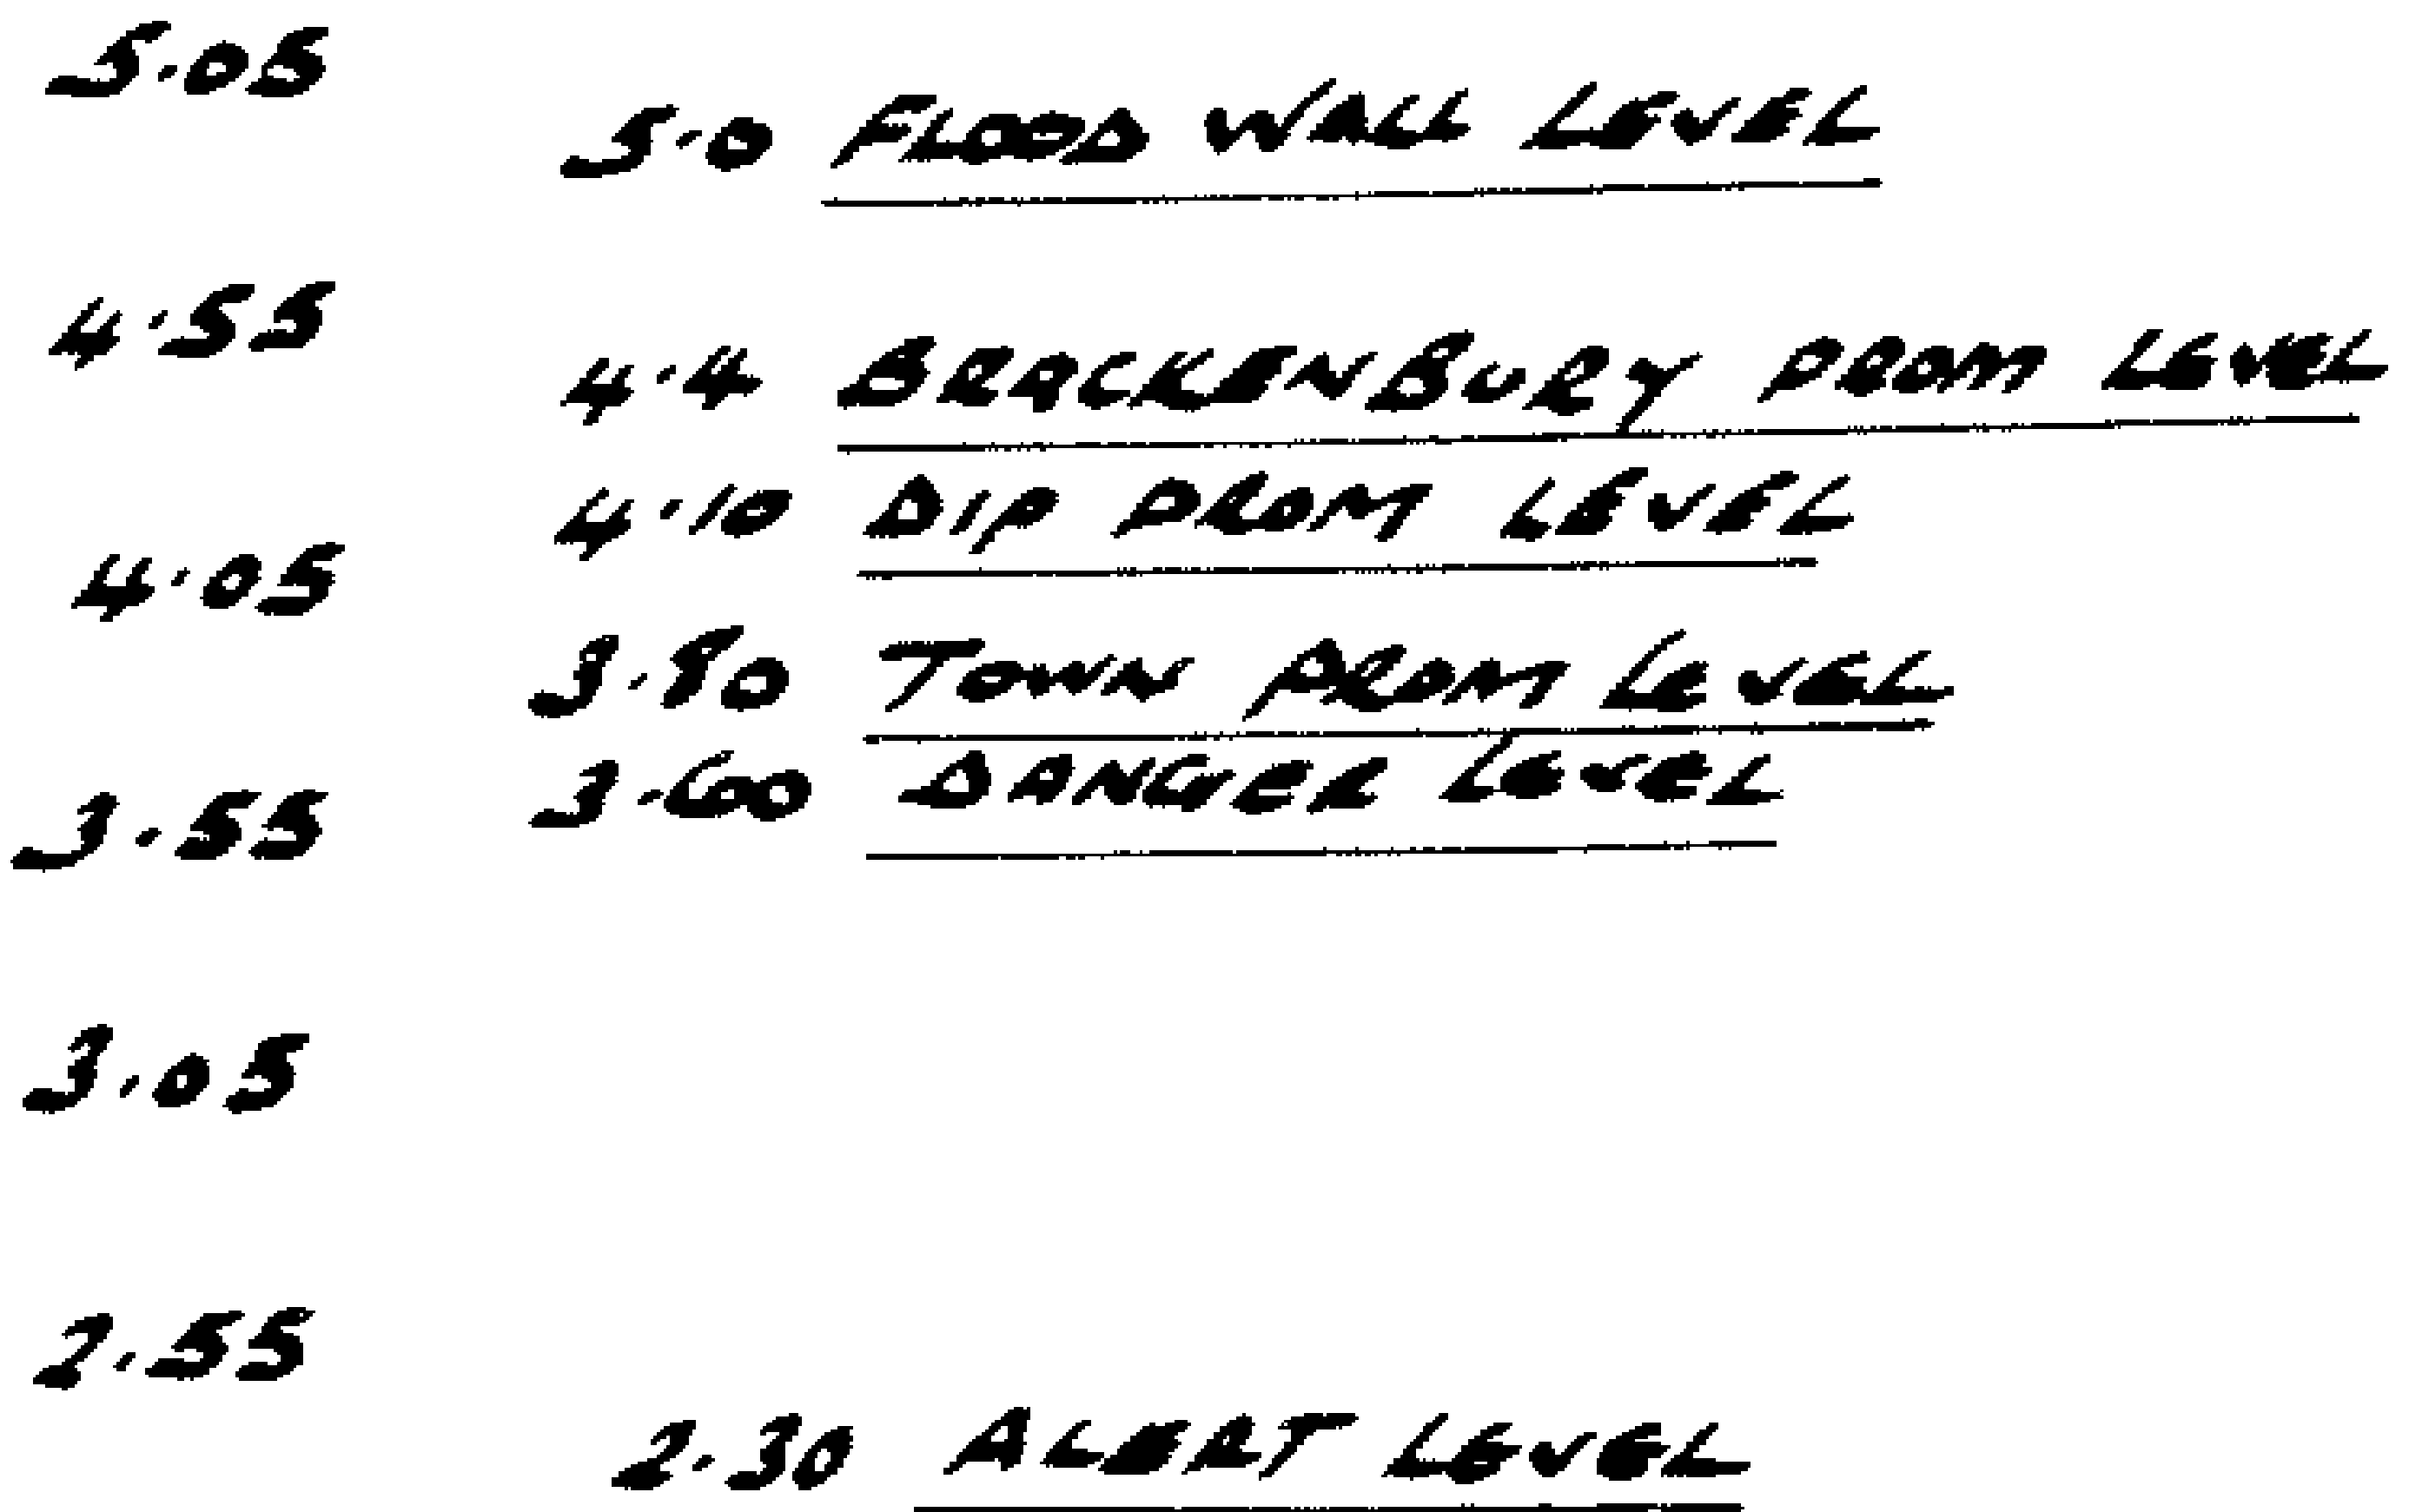 5.05
5.0 FLOOD WALL LEVEL
4.55
4.4 BRACKENBURY PROM LEVEL
4.10 DIP PROM LEVEL
4.05
3.80 TOWN PROM LEVEL
3.60 DANGER LEVEL
3.55
3.05
2.55
2.30 ALERT LEVEL